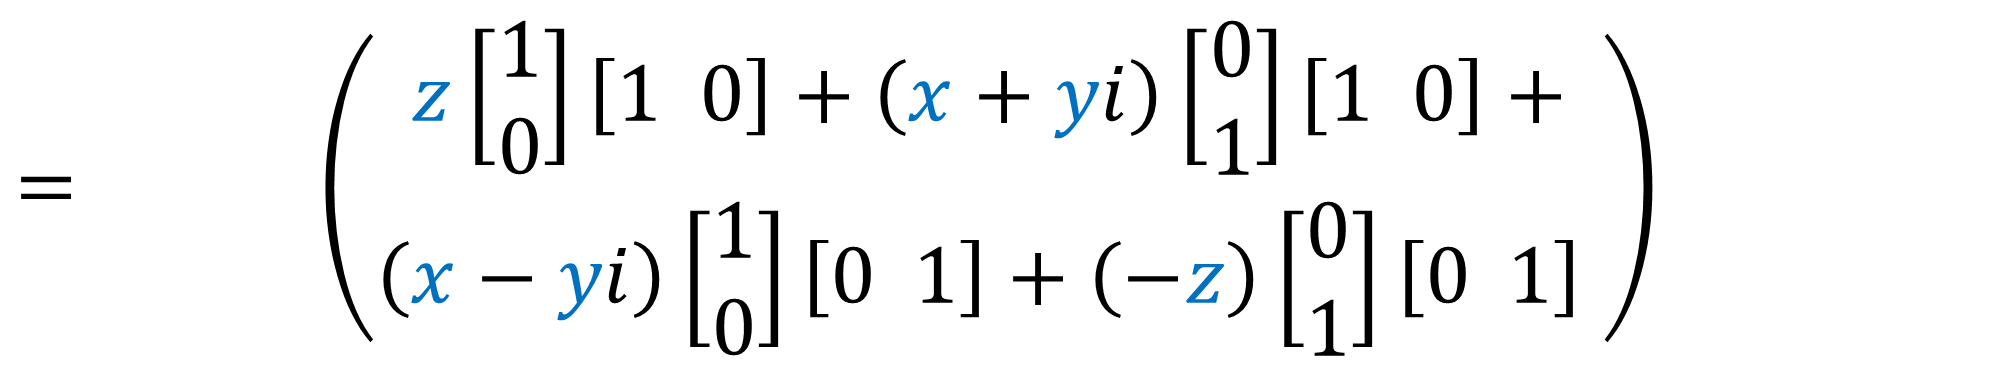 = ( z [1 0] [1 0] + (x + yi) [0 1] [1 0] +
(x − yi) [1 0] [0 1] + (−z) [0 1] [0 1] )